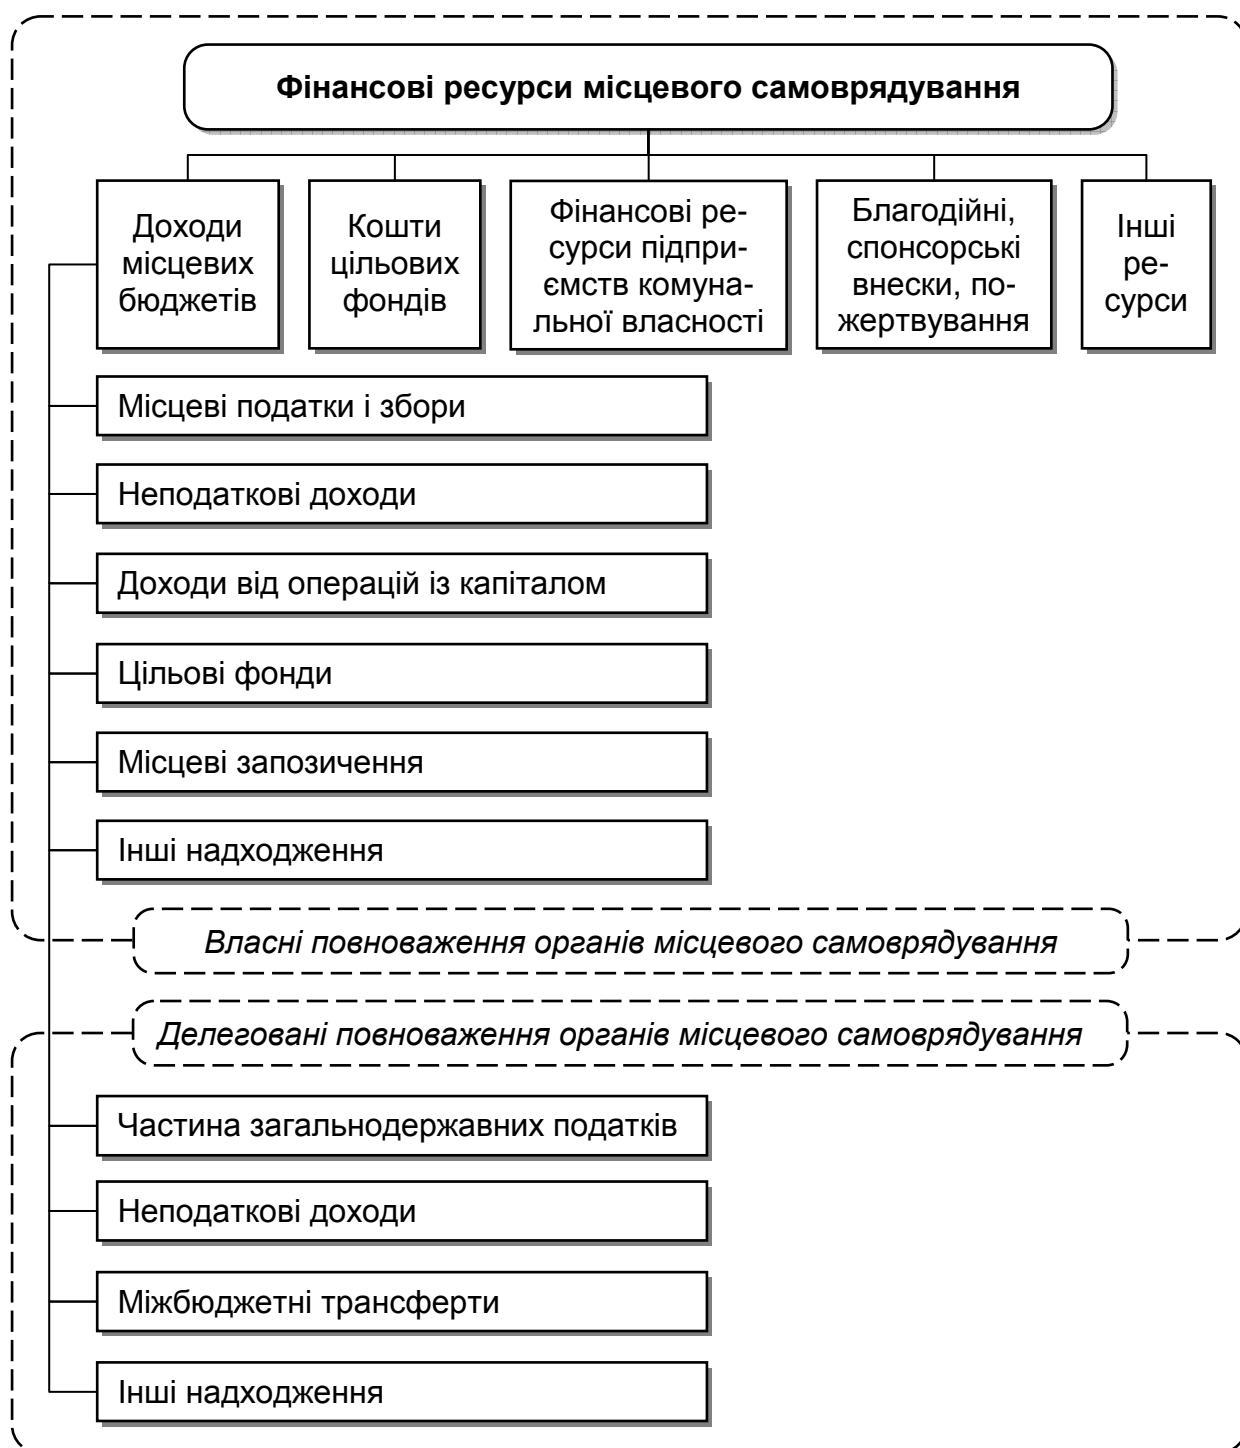 Фінансові ресурси місцевого самоврядування
Доходи
місцевих
бюджетів
Кошти
цільових
фондів
Фінансові ре-
сурси підпри-
ємств комуна-
льної власності
Благодійні,
спонсорські
внески, по-
жертвування
Інші
ре-
сурси
Місцеві податки і збори
Неподаткові доходи
Доходи від операцій із капіталом
Цільові фонди
Місцеві запозичення
Інші надходження
Власні повноваження органів місцевого самоврядування
Делеговані повноваження органів місцевого самоврядування
Частина загальнодержавних податків
Неподаткові доходи
Міжбюджетні трансферти
Інші надходження